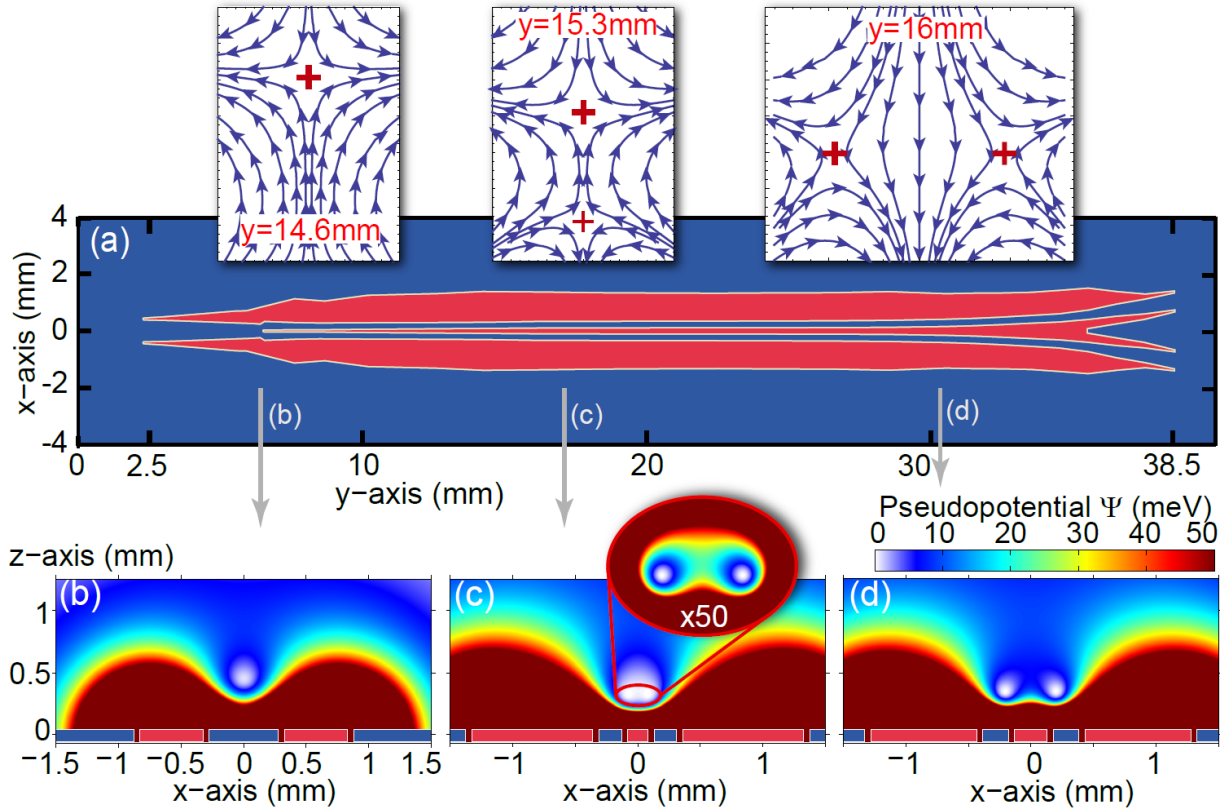 y=14.6mm
y=15.3mm
y=16mm
(a)
x-axis (mm)
4
2
0
-2
-4
(b)
(c)
(d)
0
2.5
10
20
30
38.5
y-axis (mm)
Pseudopotential Ψ (meV)
0 10 20 30 40 50
z-axis (mm)
(b)
1
0.5
0
-1.5
-1
-0.5
0
0.5
1
1.5
x-axis (mm)
(c)
x50
-1
0
1
x-axis (mm)
(d)
-1
0
1
x-axis (mm)